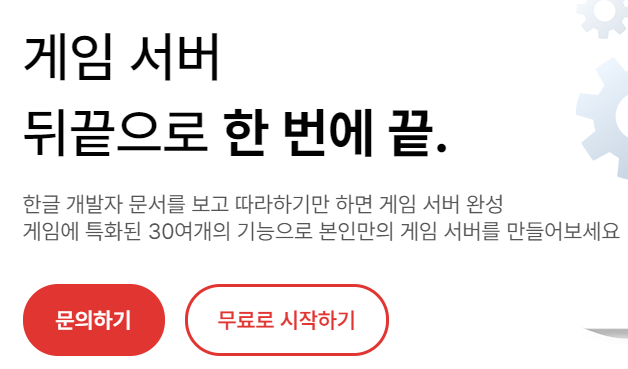 게임 서버
뒤끝으로 한 번에 끝.
한글 개발자 문서를 보고 따라하기만 하면 게임 서버 완성
게임에 특화된 30여개의 기능으로 본인만의 게임 서버를 만들어보세요
문의하기
무료로 시작하기